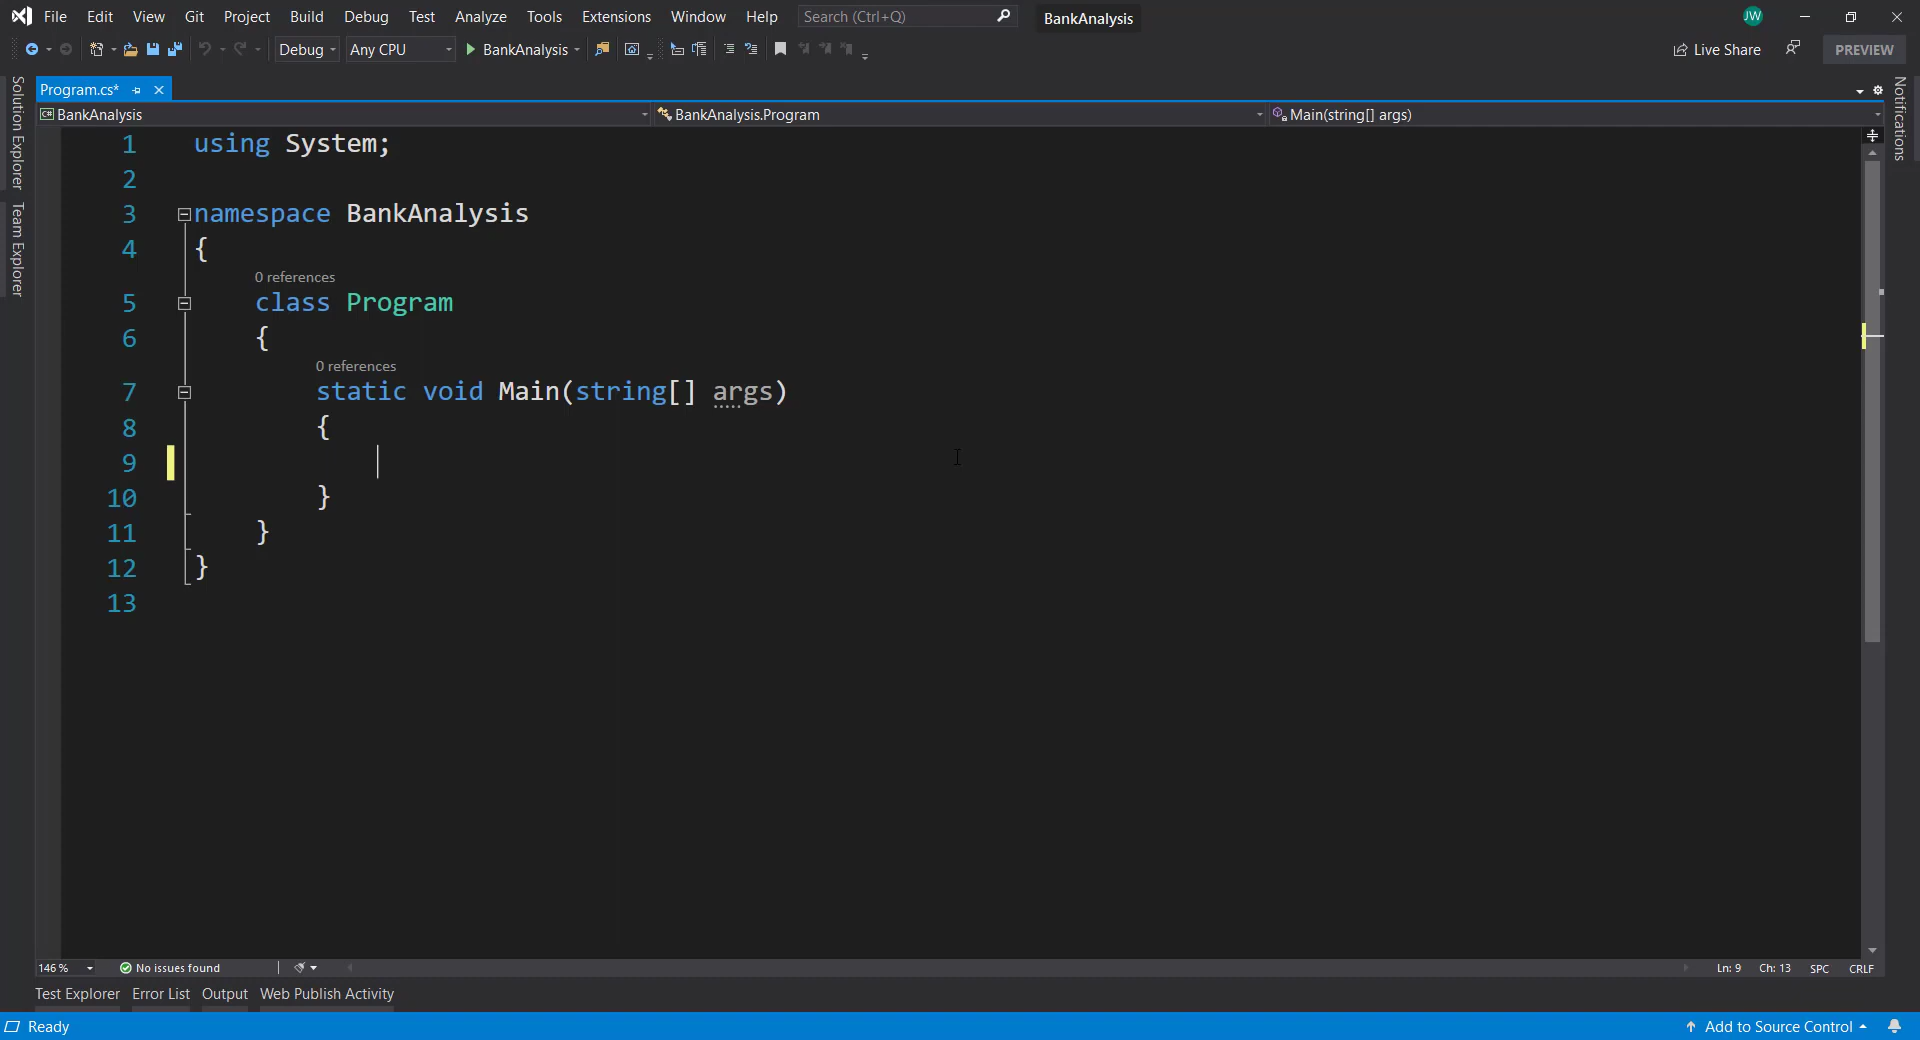 File Edit View Git Project Build Debug Test Analyze Tools Extensions Window Help Search (Ctrl+Q) BankAnalysis JW
Debug Any CPU BankAnalysis Live Share PREVIEW
Solution Explorer
Team Explorer
Notifications
Program.cs*
C# BankAnalysis BankAnalysis.Program Main(string[] args)
1 using System;
2
3 namespace BankAnalysis
4 {
0 references
5 class Program
6 {
0 references
7 static void Main(string[] args)
8 {
9
10 }
11 }
12 }
13
146 % No issues found Ln: 9 Ch: 13 SPC CRLF
Test Explorer Error List Output Web Publish Activity
Ready Add to Source Control